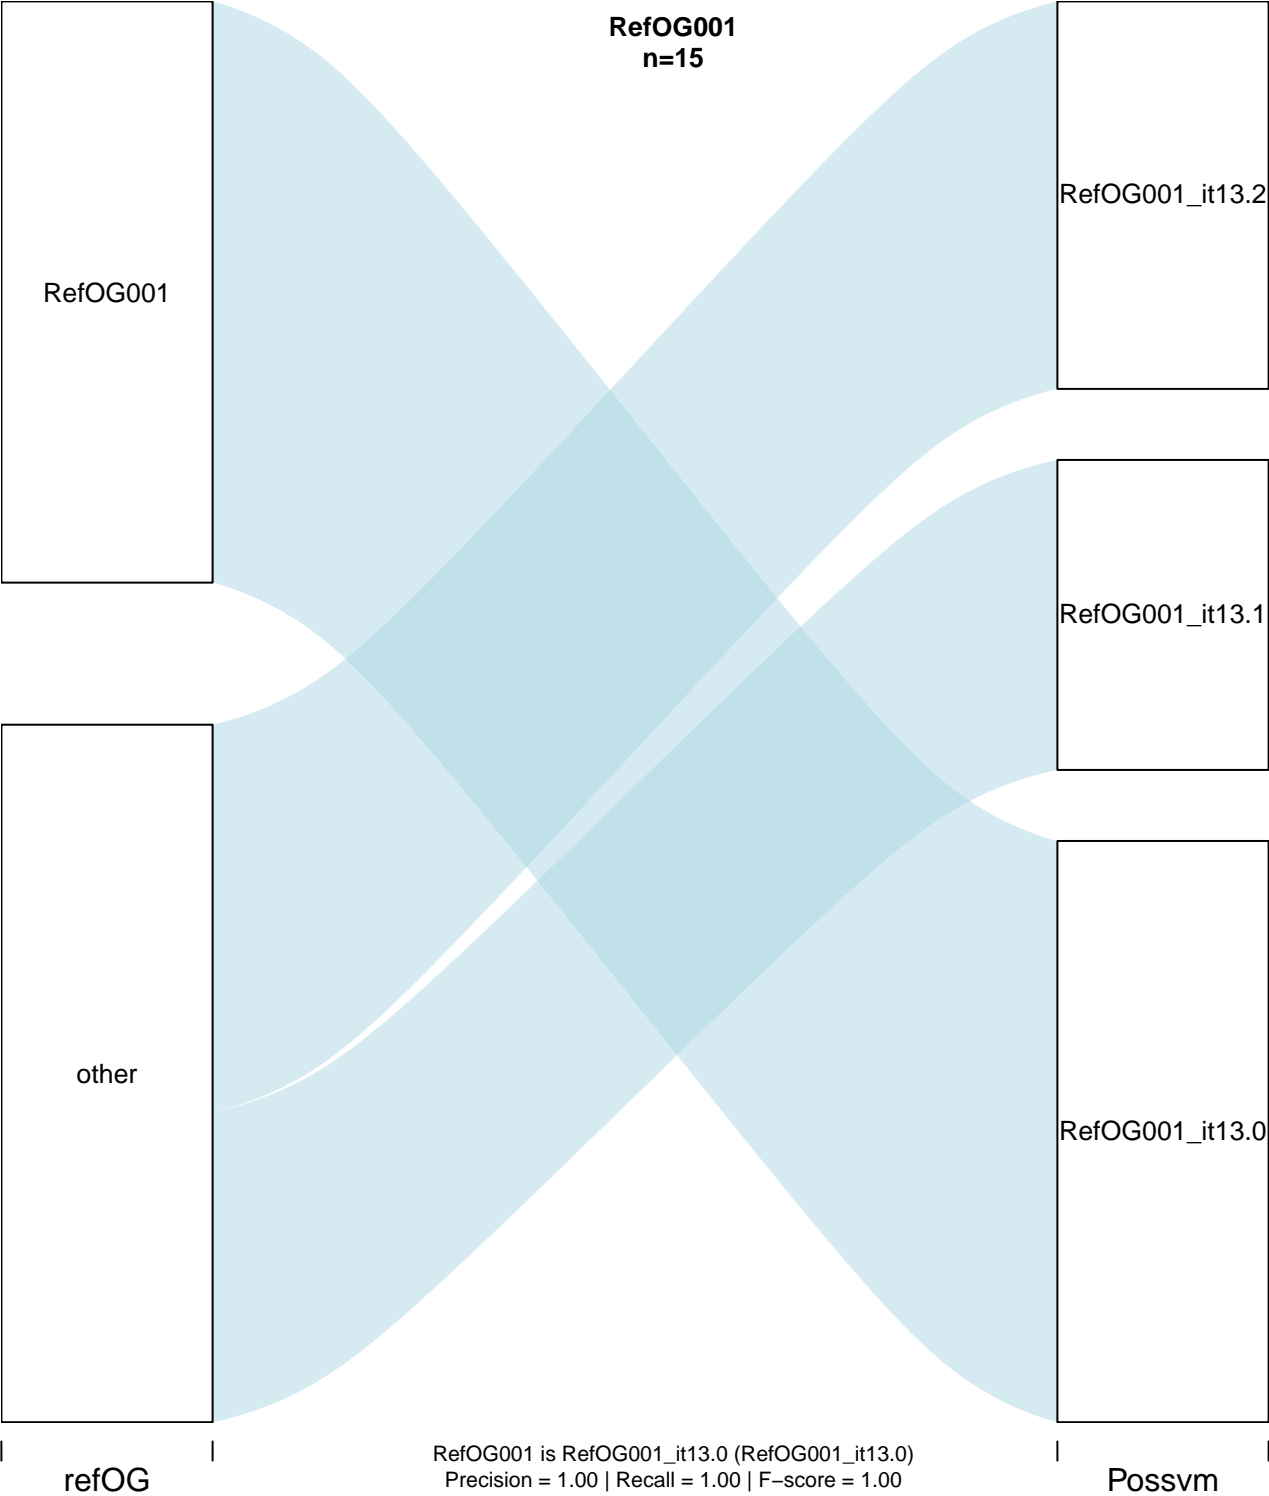 RefOG001
n=15
RefOG001_it13.2
RefOG001
RefOG001_it13.1
other
RefOG001_it13.0
RefOG001 is RefOG001_it13.0 (RefOG001_it13.0)
Precision = 1.00 | Recall = 1.00 | F−score = 1.00
refOG
Possvm